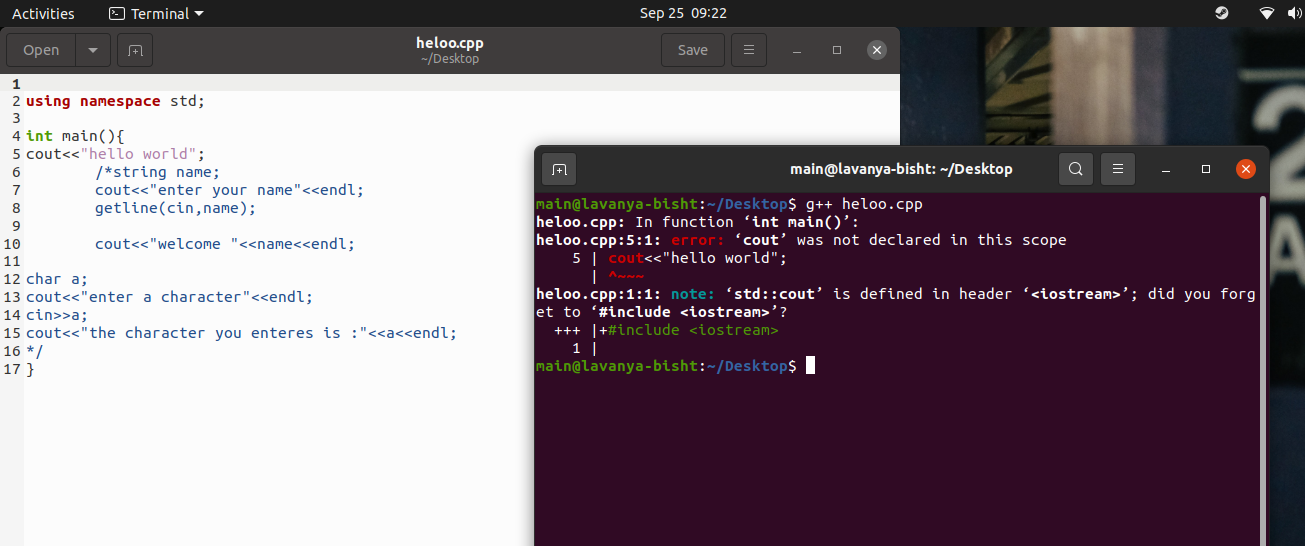 Activities Terminal Sep 25 09:22
Open heloo.cpp Save
~/Desktop
1
2 using namespace std;
3
4 int main(){
5 cout<<"hello world";
6 /*string name;
7 cout<<"enter your name"<<endl;
8 getline(cin,name);
9
10 cout<<"welcome "<<name<<endl;
11
12 char a;
13 cout<<"enter a character"<<endl;
14 cin>>a;
15 cout<<"the character you enteres is :"<<a<<endl;
16 */
17 }
main@lavanya-bisht: ~/Desktop
main@lavanya-bisht:~/Desktop$ g++ heloo.cpp
heloo.cpp: In function ‘int main()’:
heloo.cpp:5:1: error: ‘cout’ was not declared in this scope
5 | cout<<"hello world";
| ^~~~
heloo.cpp:1:1: note: ‘std::cout’ is defined in header ‘<iostream>’; did you forg
et to ‘#include <iostream>’?
+++ |+#include <iostream>
1 |
main@lavanya-bisht:~/Desktop$
2
A